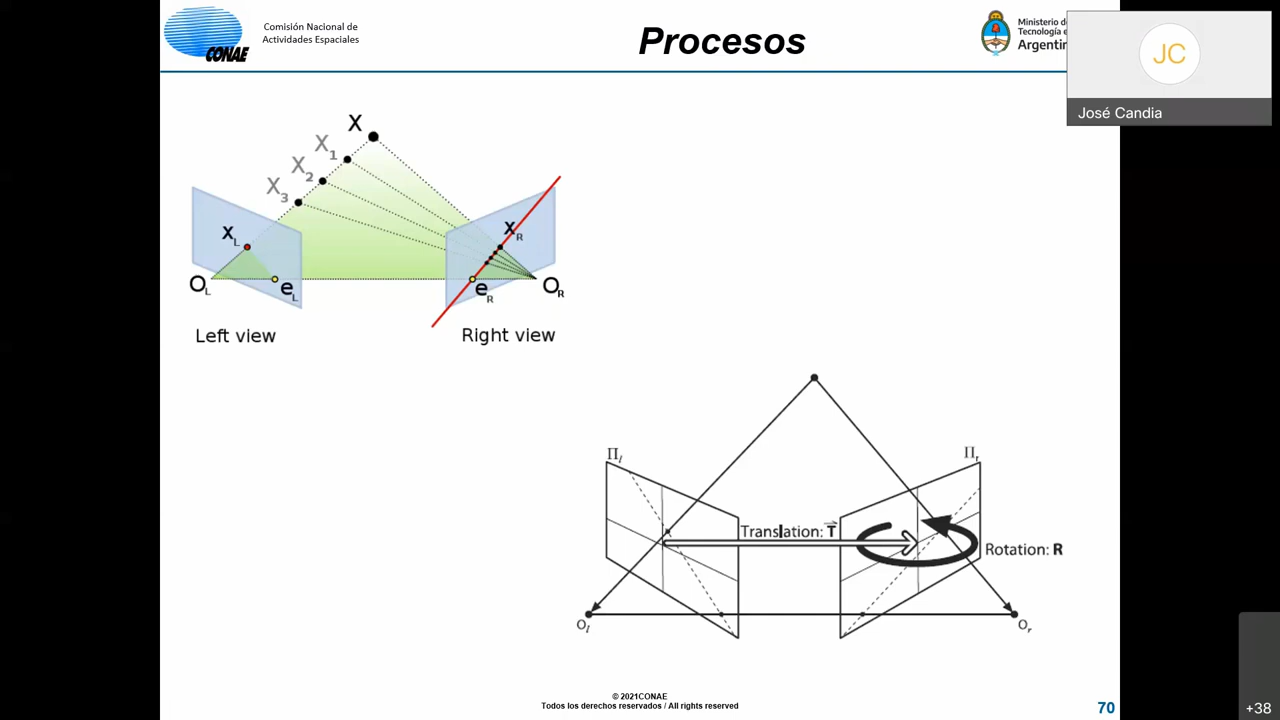 CONAE
Comisión Nacional de
Actividades Espaciales
Procesos
Ministerio de
Tecnología e
Argentin
JC
José Candia
X
X1
X2
X3
XL
XR
OL
eL
eR
OR
Left view
Right view
Πl
Πr
Translation: T
Rotation: R
Ol
Or
© 2021CONAE
Todos los derechos reservados / All rights reserved
70
+38